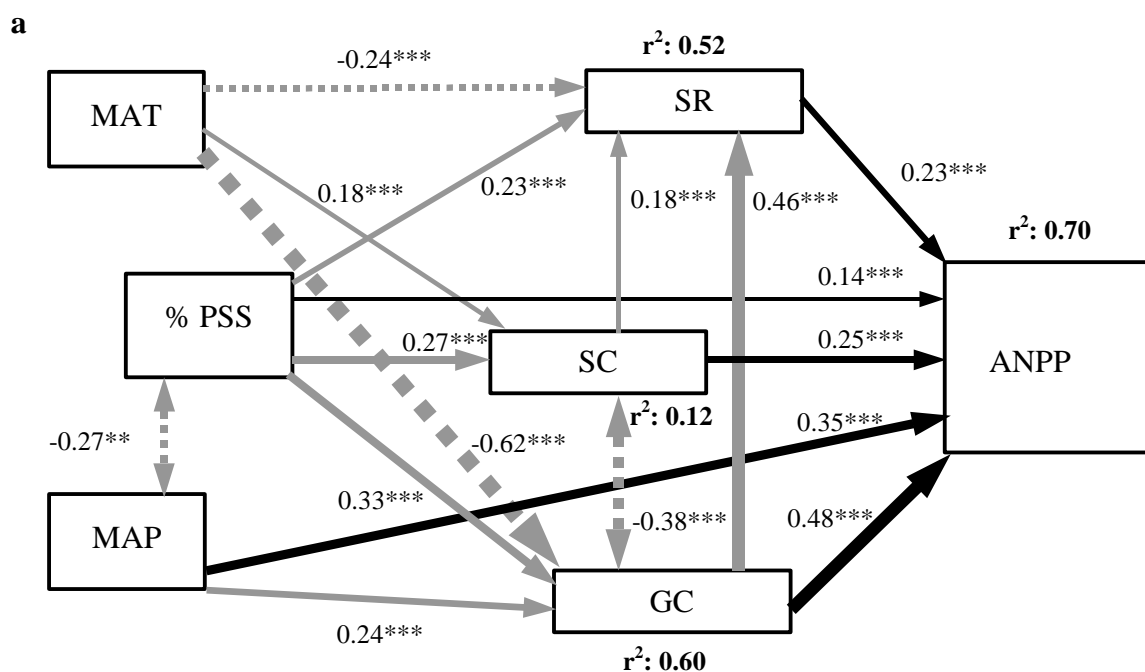 a
r²: 0.52
-0.24***
MAT
SR
0.18***
0.23***
0.18***
0.46***
0.23***
r²: 0.70
% PSS
0.14***
0.27***
SC
0.25***
ANPP
r²: 0.12
-0.27**
-0.62***
0.35***
MAP
0.33***
-0.38***
0.48***
GC
0.24***
r²: 0.60